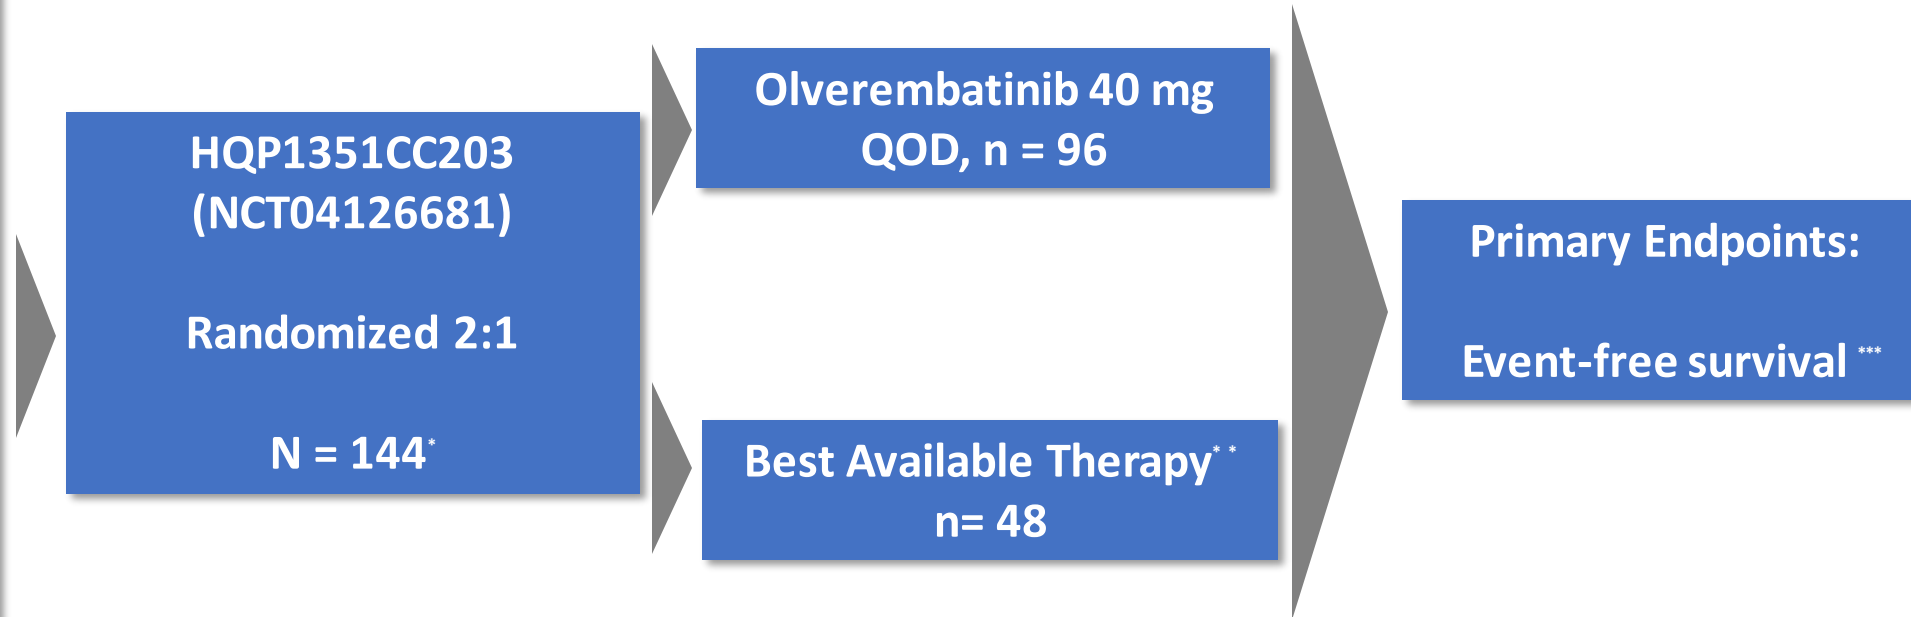 HQP1351CC203
(NCT04126681)
Randomized 2:1
N = 144*
Olverembatinib 40 mg
QOD, n = 96
Best Available Therapy* *
n= 48
Primary Endpoints:
Event-free survival ***